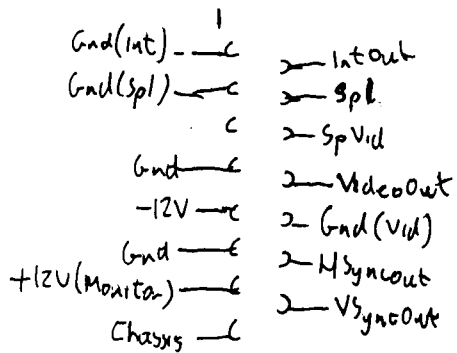 1
Gnd(Int)
IntOut
Gnd(Spl)
Spl
SpVid
Gnd
VideoOut
-12V
Gnd(Vid)
Gnd
HSyncout
+12V(Monitor)
VSyncOut
Chassis